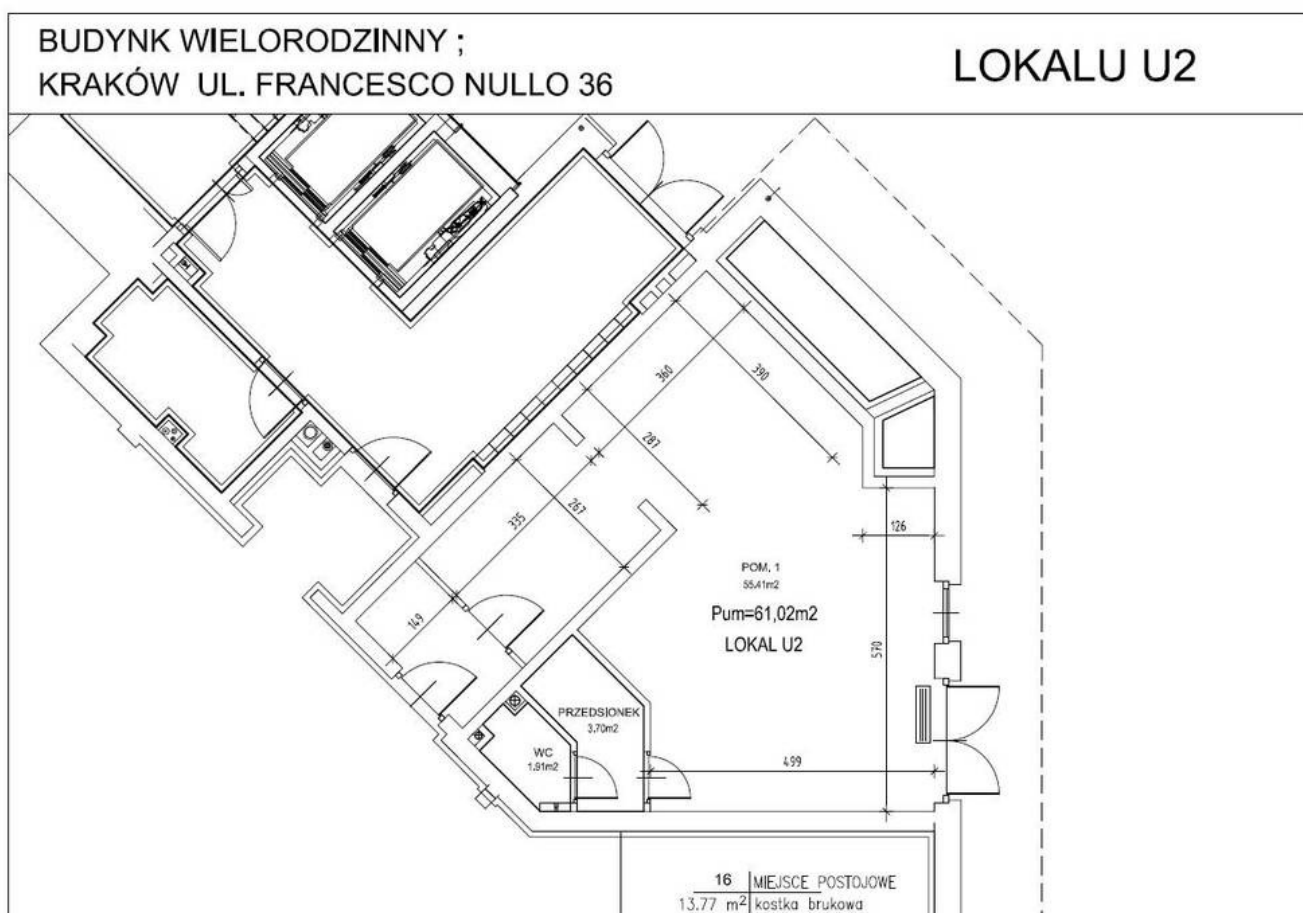 BUDYNK WIELORODZINNY ;
KRAKÓW UL. FRANCESCO NULLO 36
LOKALU U2
360
390
287
335
267
126
POM. 1
55.41m2
Pum=61,02m2
LOKAL U2
149
570
PRZEDSIONEK
3.70m2
WC
1.91m2
499
16 MIEJSCE POSTOJOWE
13.77 m² kostka brukowa